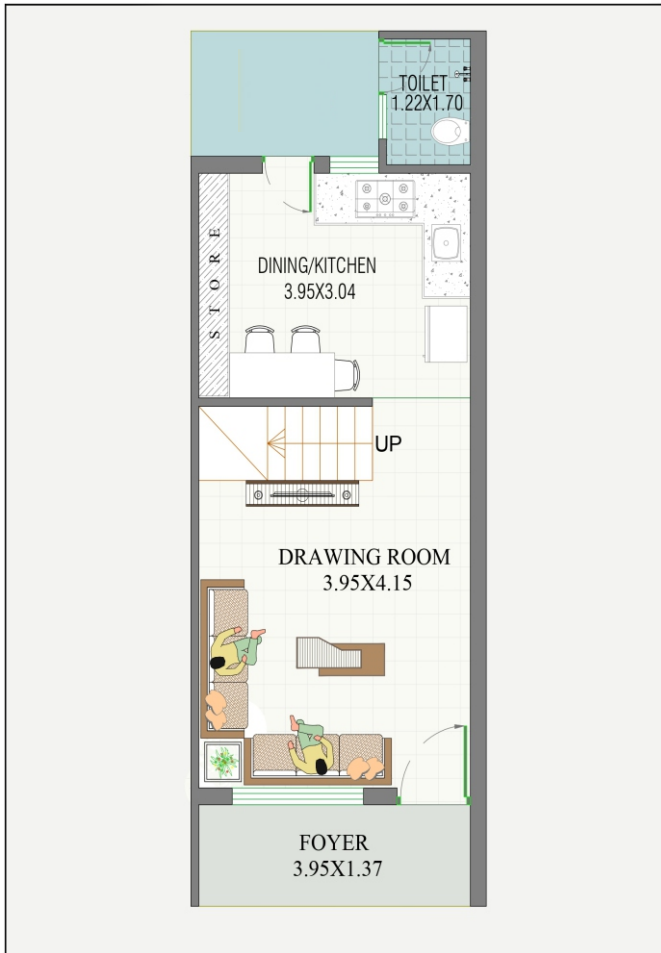 TOILET
1.22X1.70
STORE
DINING/KITCHEN
3.95X3.04
UP
DRAWING ROOM
3.95X4.15
FOYER
3.95X1.37